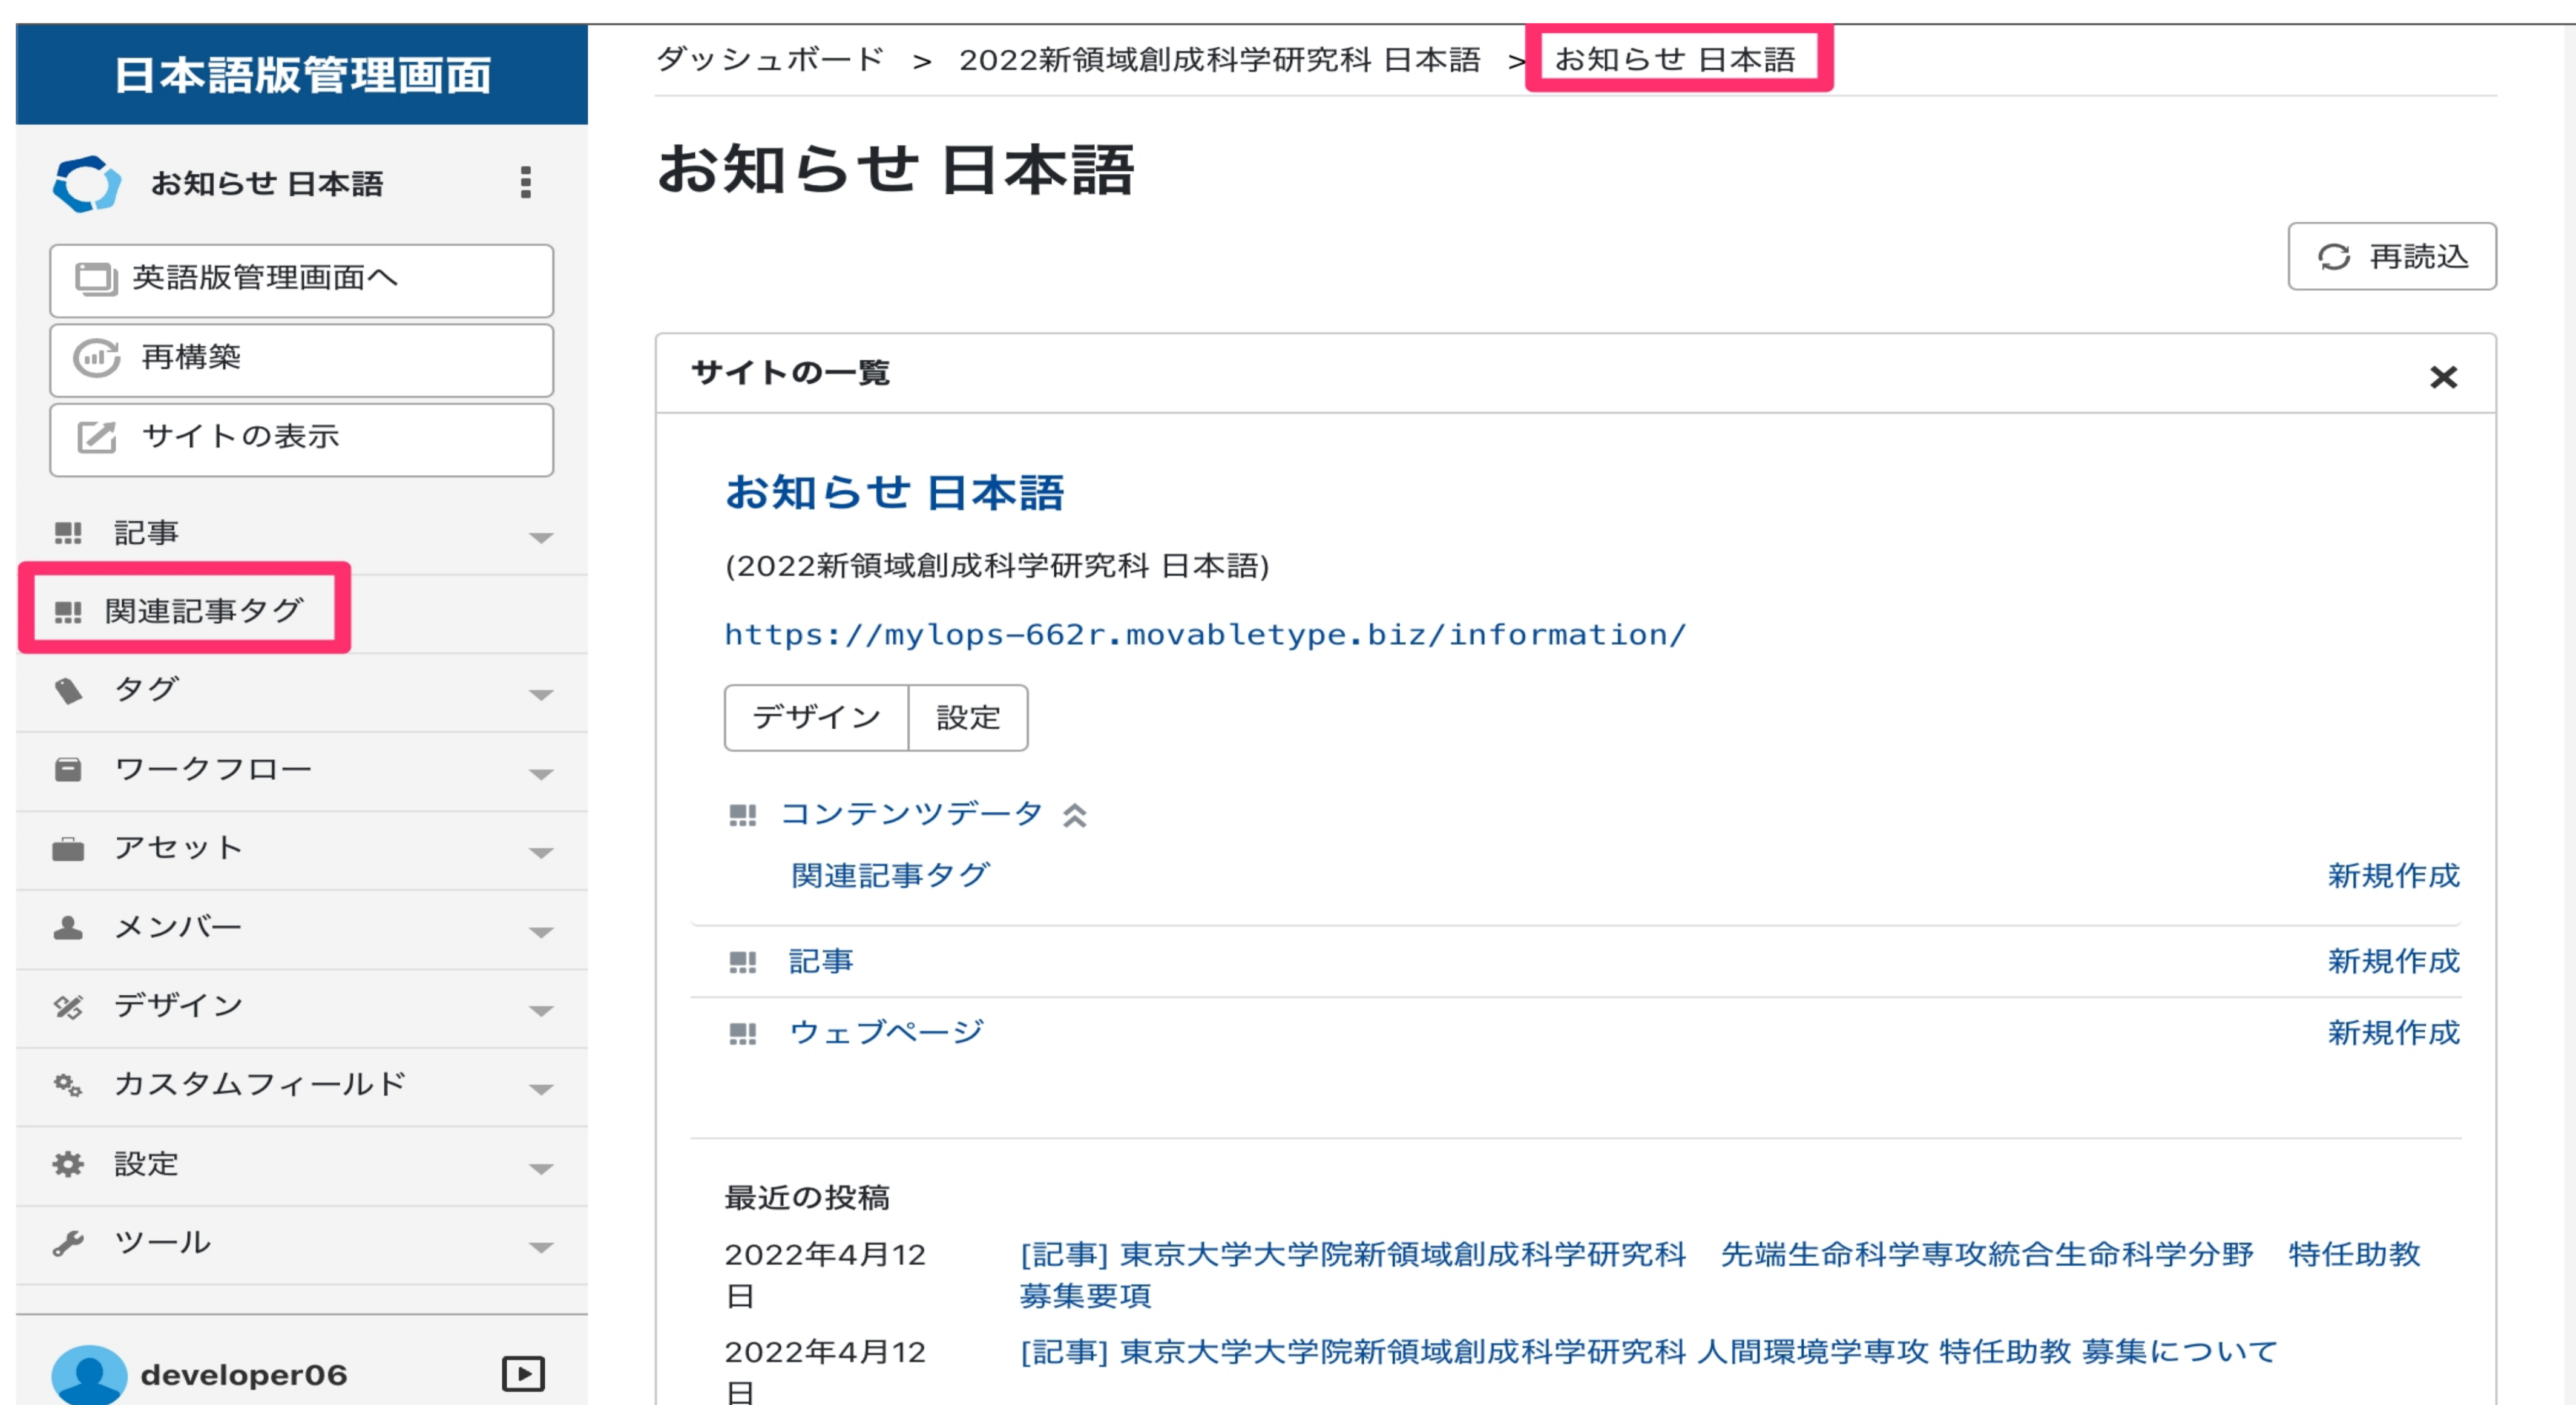 日本語版管理画面
お知らせ 日本語
英語版管理画面へ
再構築
サイトの表示
記事
関連記事タグ
タグ
ワークフロー
アセット
メンバー
デザイン
カスタムフィールド
設定
ツール
developer06
ダッシュボード > 2022新領域創成科学研究科 日本語 > お知らせ 日本語
お知らせ 日本語
再読込
サイトの一覧
お知らせ 日本語
(2022新領域創成科学研究科 日本語)
https://mylops-662r.movabletype.biz/information/
デザイン 設定
コンテンツデータ
関連記事タグ 新規作成
記事 新規作成
ウェブページ 新規作成
最近の投稿
2022年4月12日 [記事] 東京大学大学院新領域創成科学研究科　先端生命科学専攻統合生命科学分野　特任助教
募集要項
2022年4月12日 [記事] 東京大学大学院新領域創成科学研究科 人間環境学専攻 特任助教 募集について